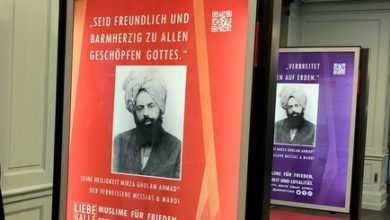 „SEID FREUNDLICH UND
BARMHERZIG ZU ALLEN
GESCHÖPFEN GOTTES.“
SEINE HEILIGKEIT MIRZA GHULAM AHMAD
DER VERHEISSENE MESSIAS & MAHDI
LIEBE
MUSLIME FÜR FRIEDEN,
„VERBREITET
EN AUF ERDEN.“
MIRZA GHULAM AHMAD
MESSIAS & MAHDI
MUSLIME FÜR FRIEDEN,
HEIT UND LOYALITÄT.